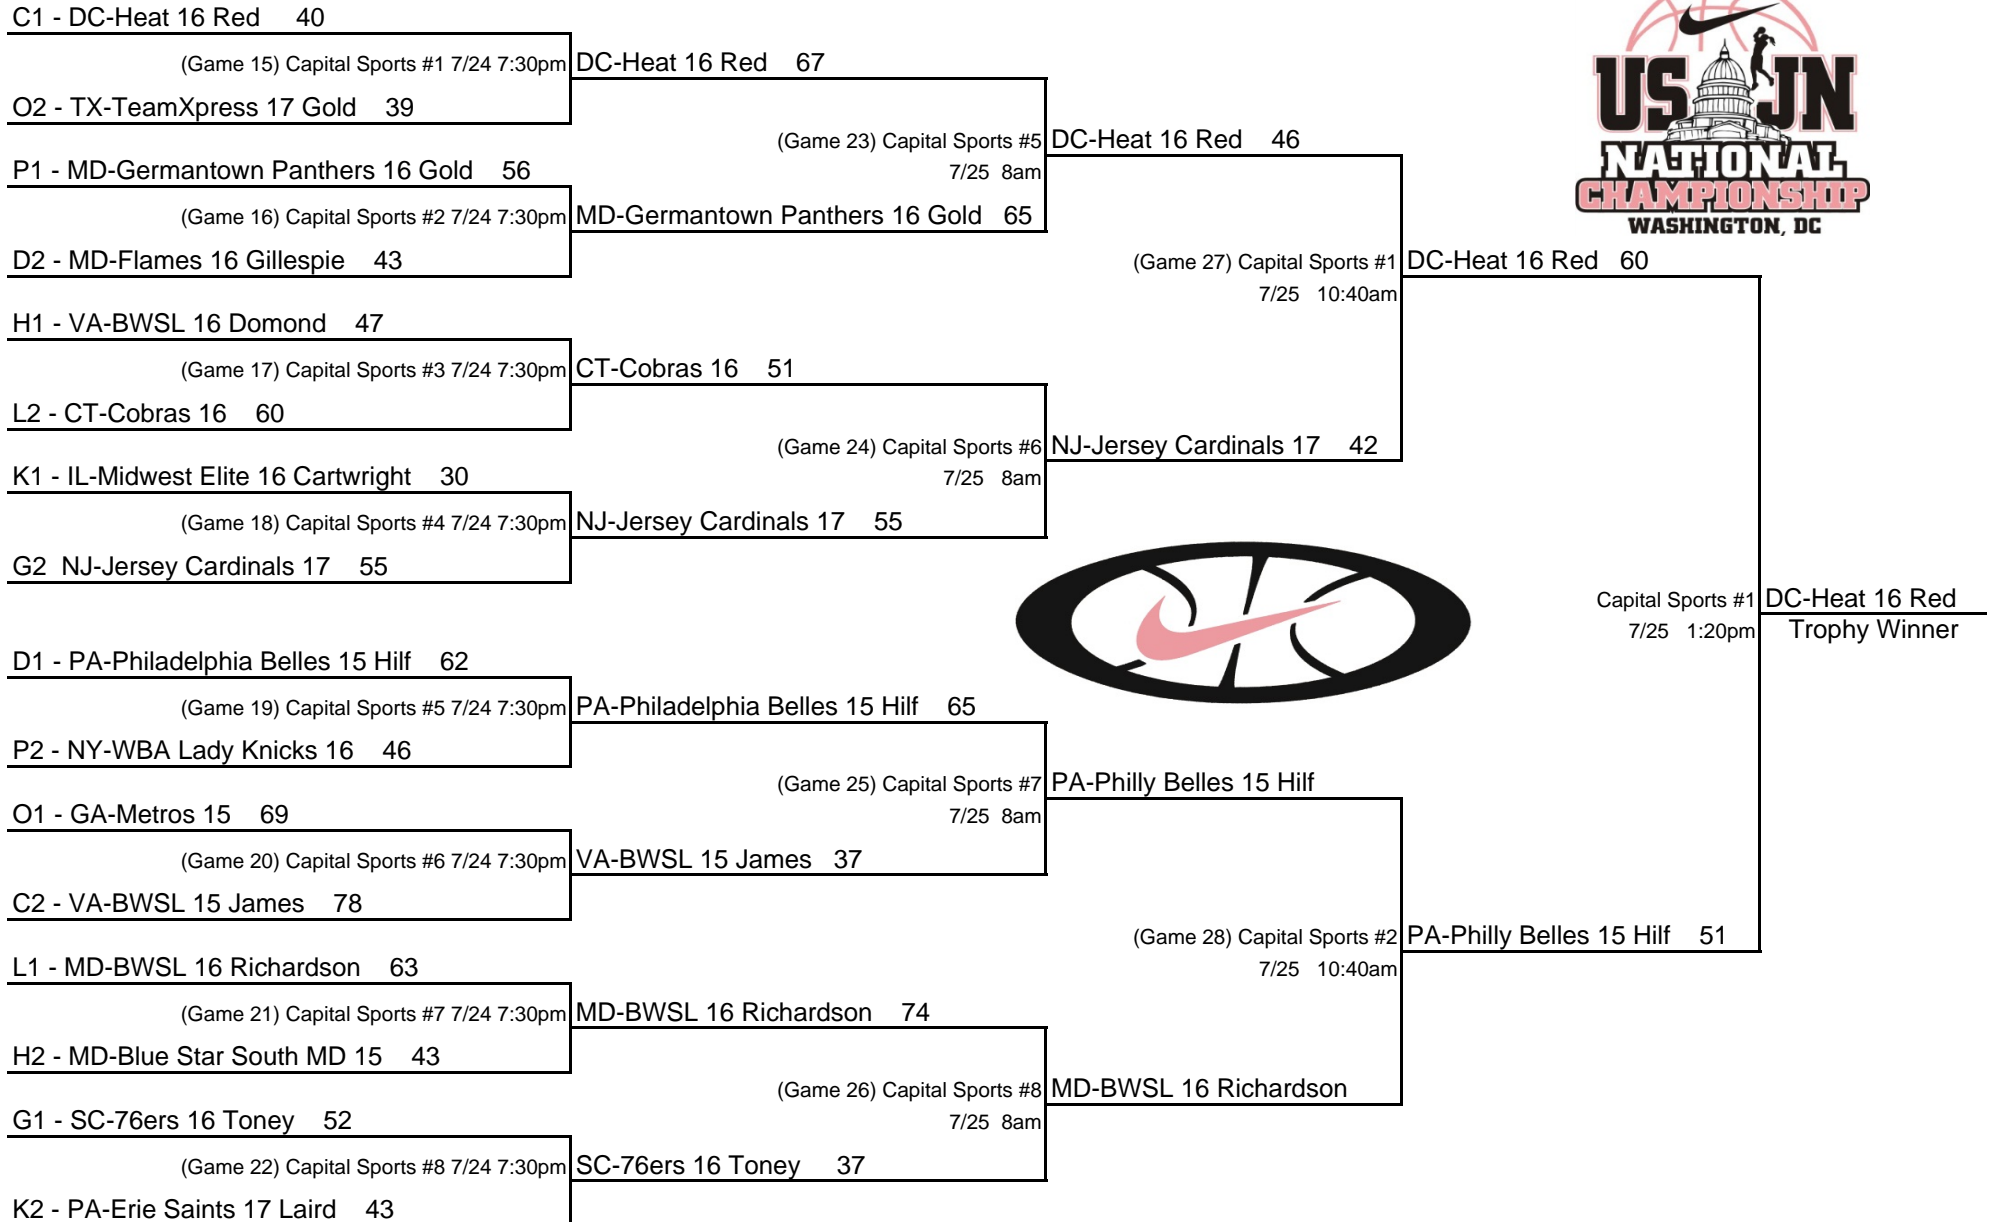 C1 - DC-Heat 16 Red 40
(Game 15) Capital Sports #1 7/24 7:30pm
DC-Heat 16 Red 67
O2 - TX-TeamXpress 17 Gold 39
(Game 23) Capital Sports #5
7/25 8am
DC-Heat 16 Red 46
P1 - MD-Germantown Panthers 16 Gold 56
(Game 16) Capital Sports #2 7/24 7:30pm
MD-Germantown Panthers 16 Gold 65
D2 - MD-Flames 16 Gillespie 43
(Game 27) Capital Sports #1
7/25 10:40am
DC-Heat 16 Red 60
H1 - VA-BWSL 16 Domond 47
(Game 17) Capital Sports #3 7/24 7:30pm
CT-Cobras 16 51
L2 - CT-Cobras 16 60
(Game 24) Capital Sports #6
7/25 8am
NJ-Jersey Cardinals 17 42
K1 - IL-Midwest Elite 16 Cartwright 30
(Game 18) Capital Sports #4 7/24 7:30pm
NJ-Jersey Cardinals 17 55
G2 NJ-Jersey Cardinals 17 55
USJN
NATIONAL
CHAMPIONSHIP
WASHINGTON, DC
Capital Sports #1
7/25 1:20pm
DC-Heat 16 Red
Trophy Winner
D1 - PA-Philadelphia Belles 15 Hilf 62
(Game 19) Capital Sports #5 7/24 7:30pm
PA-Philadelphia Belles 15 Hilf 65
P2 - NY-WBA Lady Knicks 16 46
(Game 25) Capital Sports #7
7/25 8am
PA-Philly Belles 15 Hilf
O1 - GA-Metros 15 69
(Game 20) Capital Sports #6 7/24 7:30pm
VA-BWSL 15 James 37
C2 - VA-BWSL 15 James 78
(Game 28) Capital Sports #2
7/25 10:40am
PA-Philly Belles 15 Hilf 51
L1 - MD-BWSL 16 Richardson 63
(Game 21) Capital Sports #7 7/24 7:30pm
MD-BWSL 16 Richardson 74
H2 - MD-Blue Star South MD 15 43
(Game 26) Capital Sports #8
7/25 8am
MD-BWSL 16 Richardson
G1 - SC-76ers 16 Toney 52
(Game 22) Capital Sports #8 7/24 7:30pm
SC-76ers 16 Toney 37
K2 - PA-Erie Saints 17 Laird 43